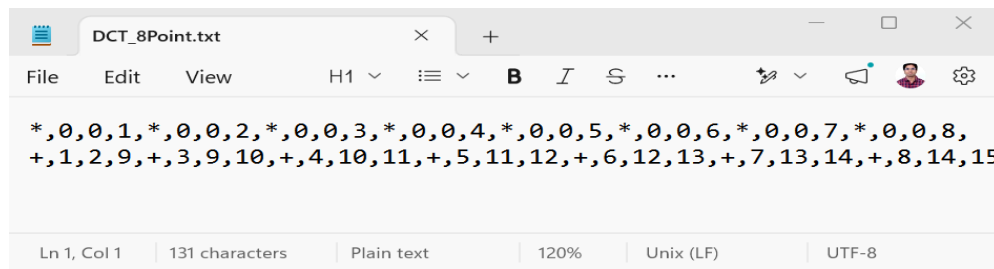 DCT_8Point.txt
File Edit View H1 B I S ...
*,0,0,1,*,0,0,2,*,0,0,3,*,0,0,4,*,0,0,5,*,0,0,6,*,0,0,7,*,0,0,8,
+,1,2,9,+,3,9,10,+,4,10,11,+,5,11,12,+,6,12,13,+,7,13,14,+,8,14,15
Ln 1, Col 1 131 characters Plain text 120% Unix (LF) UTF-8